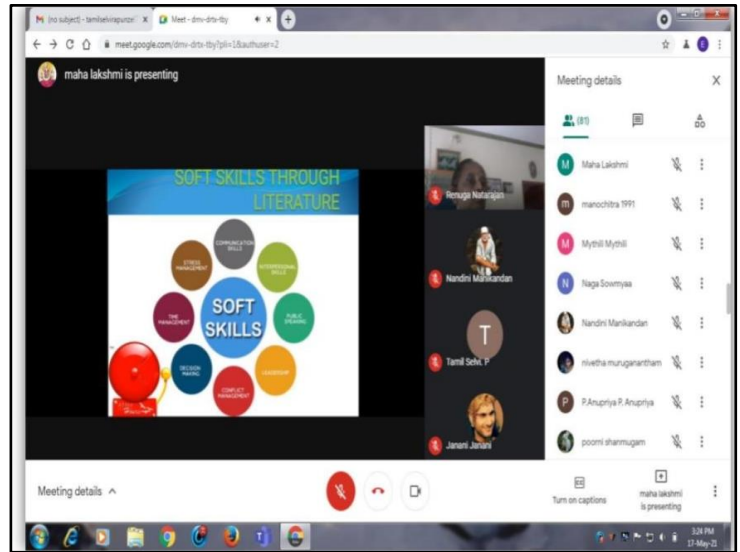 (no subject) - tamilselvirapunzel
Meet - dmv-drtx-tby
meet.google.com/dmv-drtx-tby?pli=1&authuser=2
maha lakshmi is presenting
SOFT SKILLS THROUGH
LITERATURE
COMMUNICATION
SKILLS
STRESS
MANAGEMENT
INTERPERSONAL
SKILLS
TIME
MANAGEMENT
SOFT
SKILLS
PUBLIC
SPEAKING
DECISION
MAKING
LEADERSHIP
CONFLICT
MANAGEMENT
Renuga Natarajan
Nandini Manikandan
T
Tamil Selvi. P
Janani Janani
Meeting details
(81)
M Maha Lakshmi
m manochitra 1991
M Mythili Mythili
N Naga Sowmyaa
Nandini Manikandan
nivetha muruganantham
P P.Anupriya P. Anupriya
poorni shanmugam
Meeting details
Turn on captions
maha lakshmi
is presenting
E
3:24 PM
17-May-21